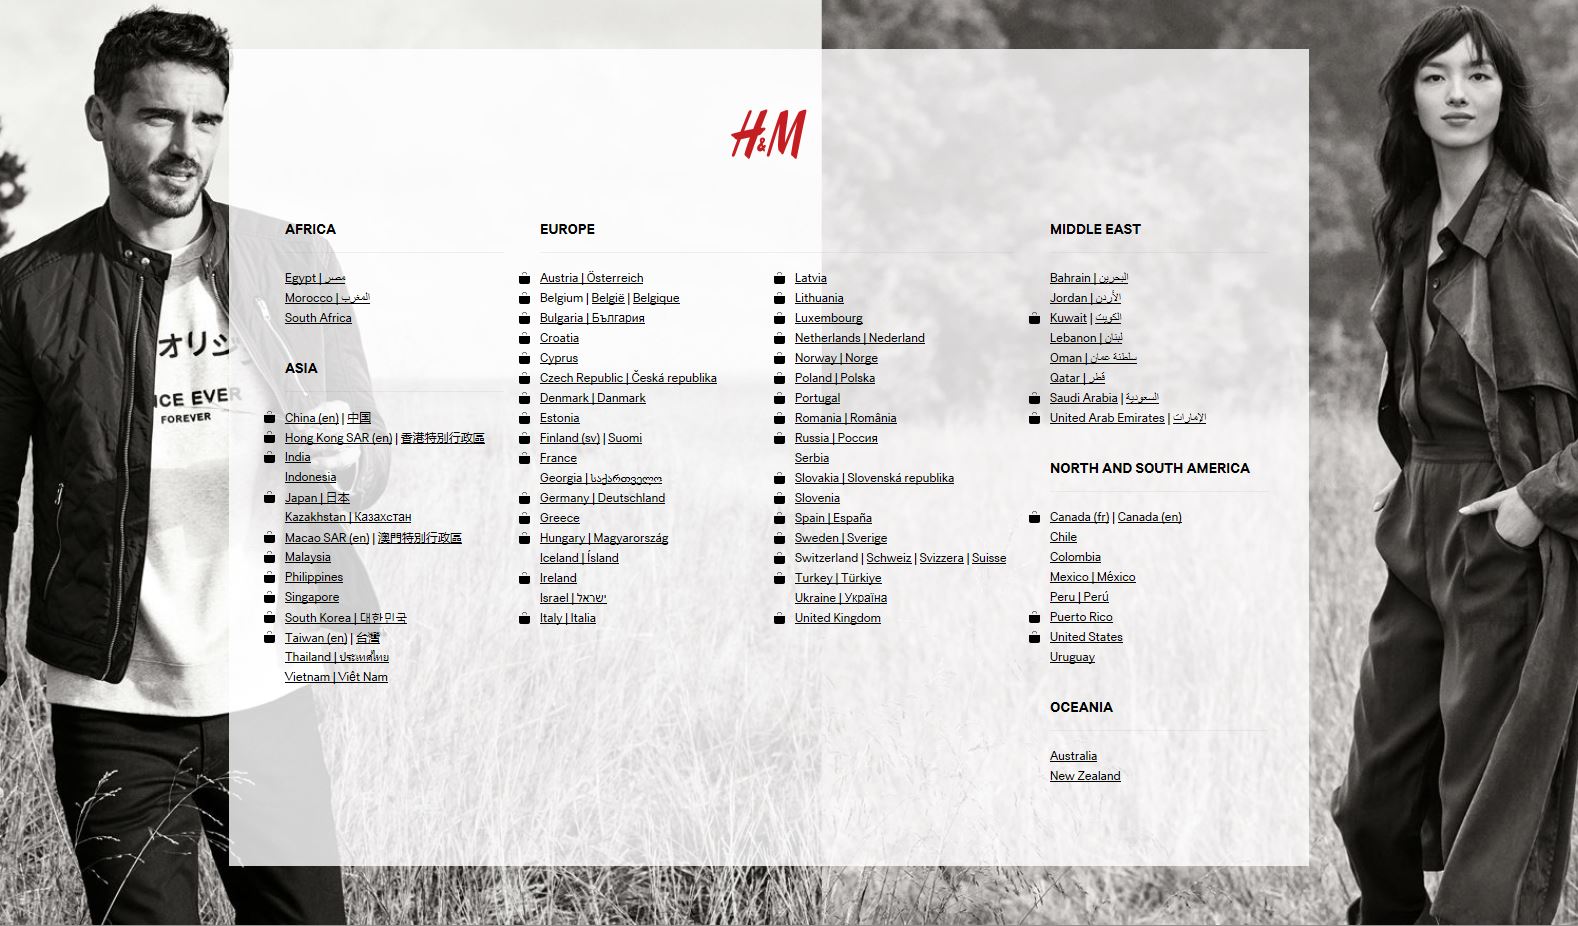 H&M
AFRICA
Egypt | مصر
Morocco | المغرب
South Africa
ASIA
China (en) | 中国
Hong Kong SAR (en) | 香港特別行政區
India
Indonesia
Japan | 日本
Kazakhstan | Казахстан
Macao SAR (en) | 澳門特別行政區
Malaysia
Philippines
Singapore
South Korea | 대한민국
Taiwan (en) | 台灣
Thailand | ประเทศไทย
Vietnam | Việt Nam
EUROPE
Austria | Österreich
Belgium | België | Belgique
Bulgaria | България
Croatia
Cyprus
Czech Republic | Česká republika
Denmark | Danmark
Estonia
Finland (sv) | Suomi
France
Georgia | საქართველო
Germany | Deutschland
Greece
Hungary | Magyarország
Iceland | Ísland
Ireland
Israel | ישראל
Italy | Italia
Latvia
Lithuania
Luxembourg
Netherlands | Nederland
Norway | Norge
Poland | Polska
Portugal
Romania | România
Russia | Россия
Serbia
Slovakia | Slovenská republika
Slovenia
Spain | España
Sweden | Sverige
Switzerland | Schweiz | Svizzera | Suisse
Turkey | Türkiye
Ukraine | Україна
United Kingdom
MIDDLE EAST
Bahrain | البحرين
Jordan | الأردن
Kuwait | الكويت
Lebanon | لبنان
Oman | سلطنة عمان
Qatar | قطر
Saudi Arabia | السعودية
United Arab Emirates | الإمارات
NORTH AND SOUTH AMERICA
Canada (fr) | Canada (en)
Chile
Colombia
Mexico | México
Peru | Perú
Puerto Rico
United States
Uruguay
OCEANIA
Australia
New Zealand
オリジ
EVER
FOREVER